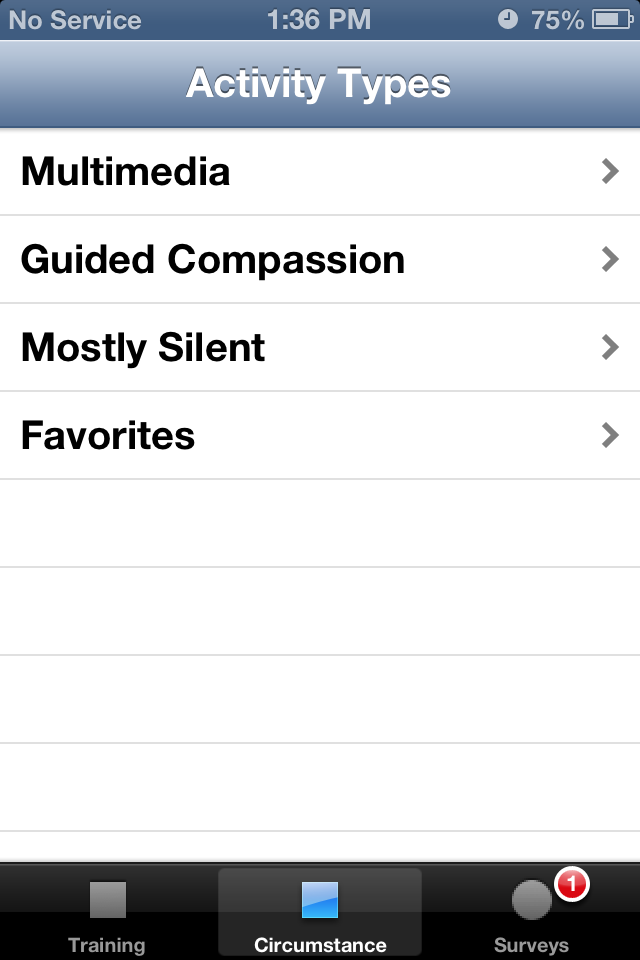 No Service 1:36 PM 75%
Activity Types
Multimedia
Guided Compassion
Mostly Silent
Favorites
1
Training Circumstance Surveys